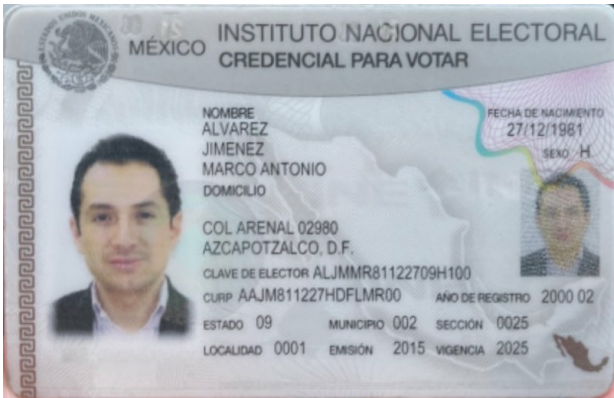 MÉXICO
INSTITUTO NACIONAL ELECTORAL
CREDENCIAL PARA VOTAR
NOMBRE
ALVAREZ
JIMENEZ
MARCO ANTONIO
FECHA DE NACIMIENTO
27/12/1981
SEXO H
DOMICILIO
COL ARENAL 02980
AZCAPOTZALCO, D.F.
CLAVE DE ELECTOR ALJMMR81122709H100
CURP AAJM811227HDFLMR00 AÑO DE REGISTRO 2000 02
ESTADO 09 MUNICIPIO 002 SECCIÓN 0025
LOCALIDAD 0001 EMISIÓN 2015 VIGENCIA 2025